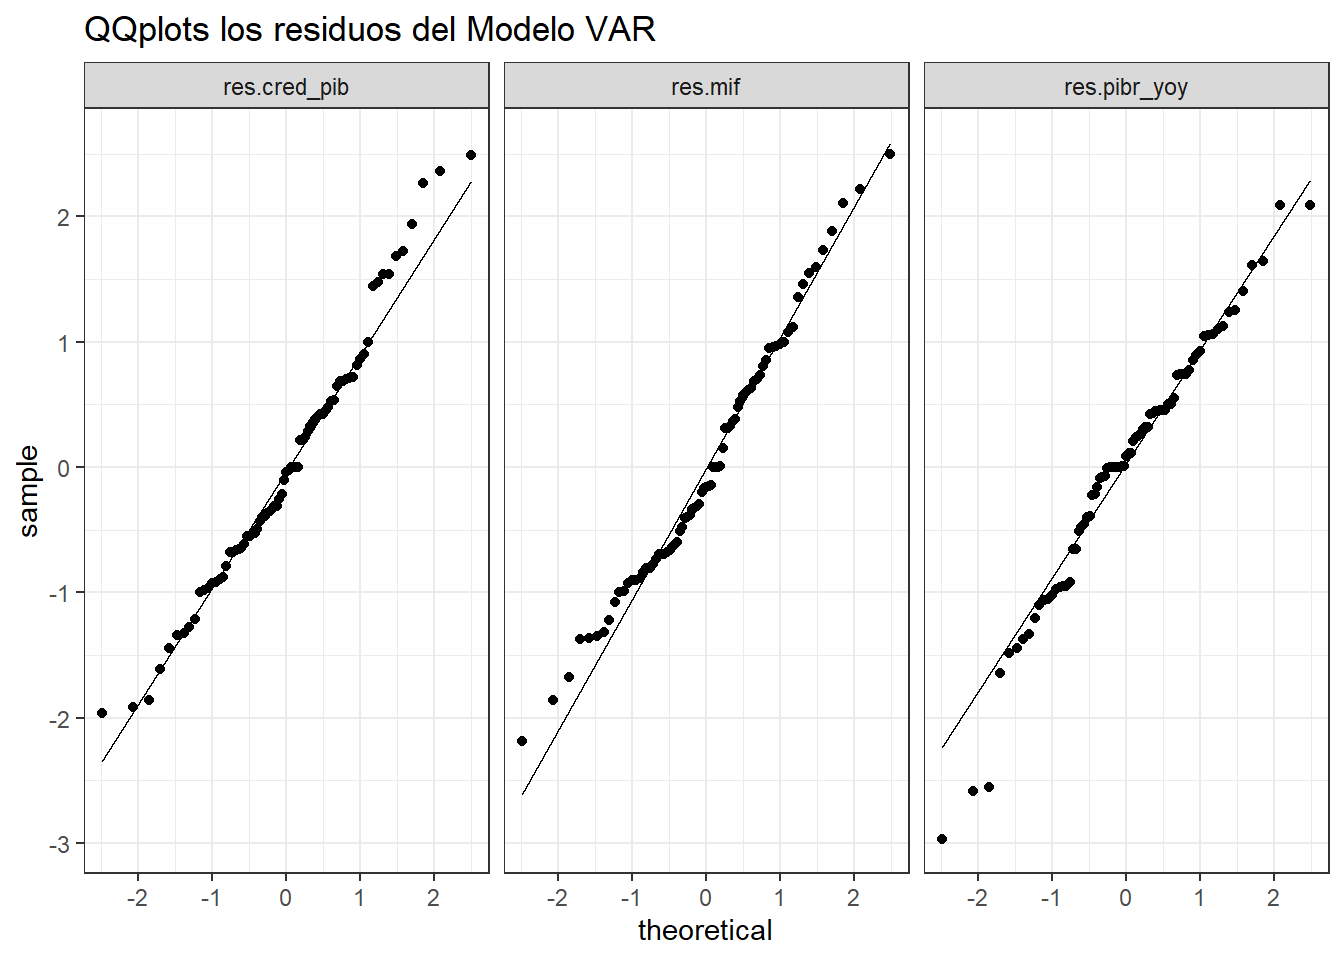 QQplots los residuos del Modelo VAR
res.cred_pib res.mif res.pibr_yoy
2
1
0
-1
-2
-3
sample
-2 -1 0 1 2 -2 -1 0 1 2 -2 -1 0 1 2
theoretical